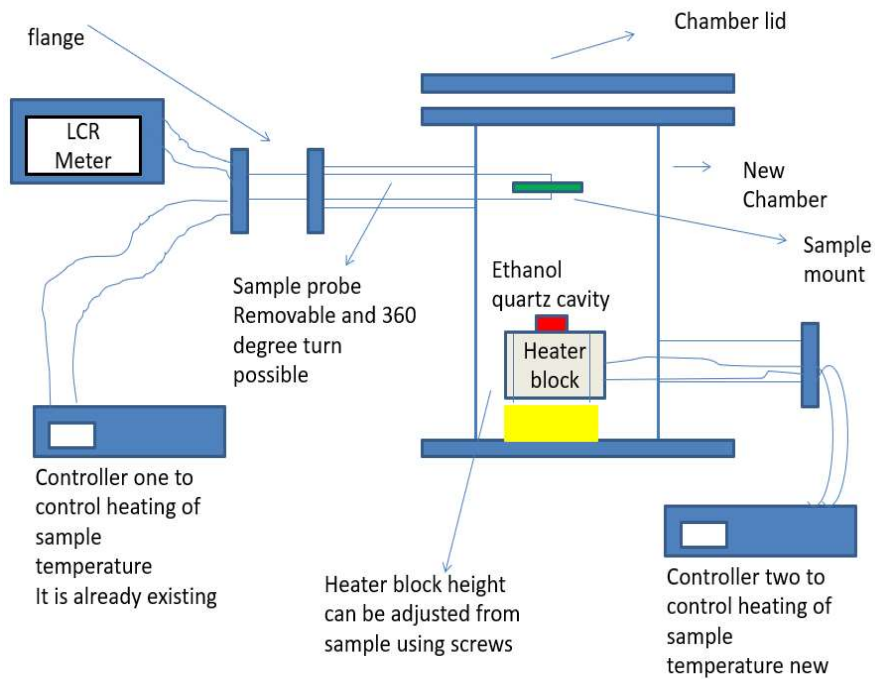 flange
Chamber lid
LCR
Meter
New
Chamber
Sample
mount
Sample probe
Removable and 360
degree turn
possible
Ethanol
quartz cavity
Heater
block
Controller one to
control heating of
sample
temperature
It is already existing
Heater block height
can be adjusted from
sample using screws
Controller two to
control heating of
sample
temperature new